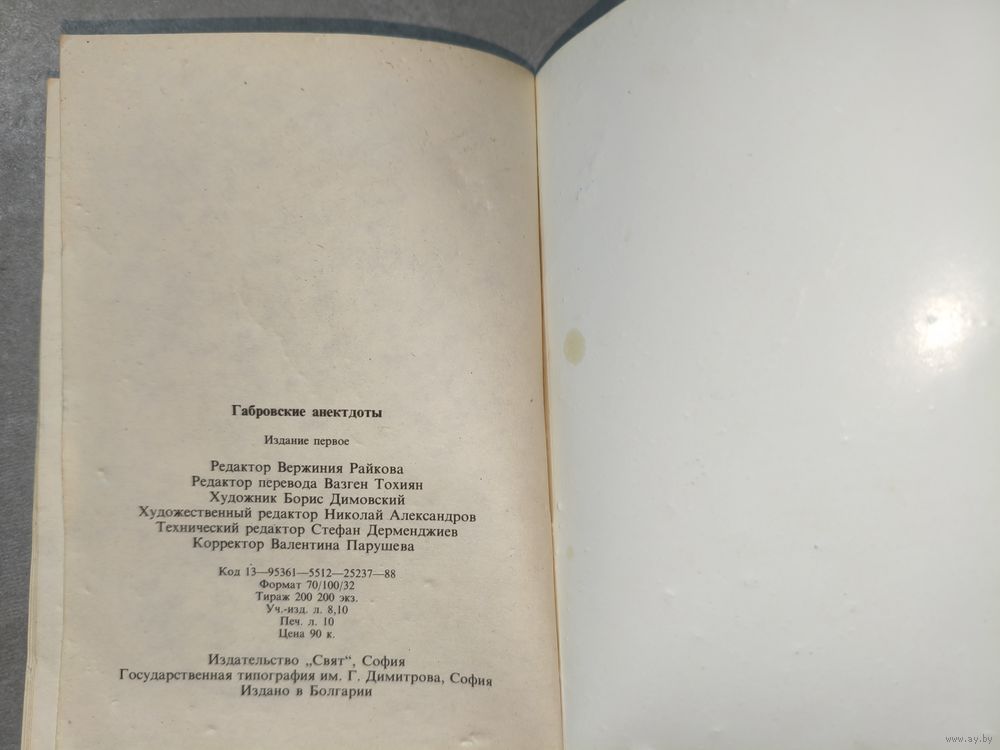 Габровские анектдоты
Издание первое
Редактор Вержиния Райкова
Редактор перевода Вазген Тохиян
Художник Борис Димовский
Художественный редактор Николай Александров
Технический редактор Стефан Дерменджиев
Корректор Валентина Парушева
Код 13—95361—5512—25237—88
Формат 70/100/32
Тираж 200 200 экз.
Уч.-изд. л. 8,10
Печ. л. 10
Цена 90 к.
Издательство „Свят“, София
Государственная типография им. Г. Димитрова, София
Издано в Болгарии
www.ay.by